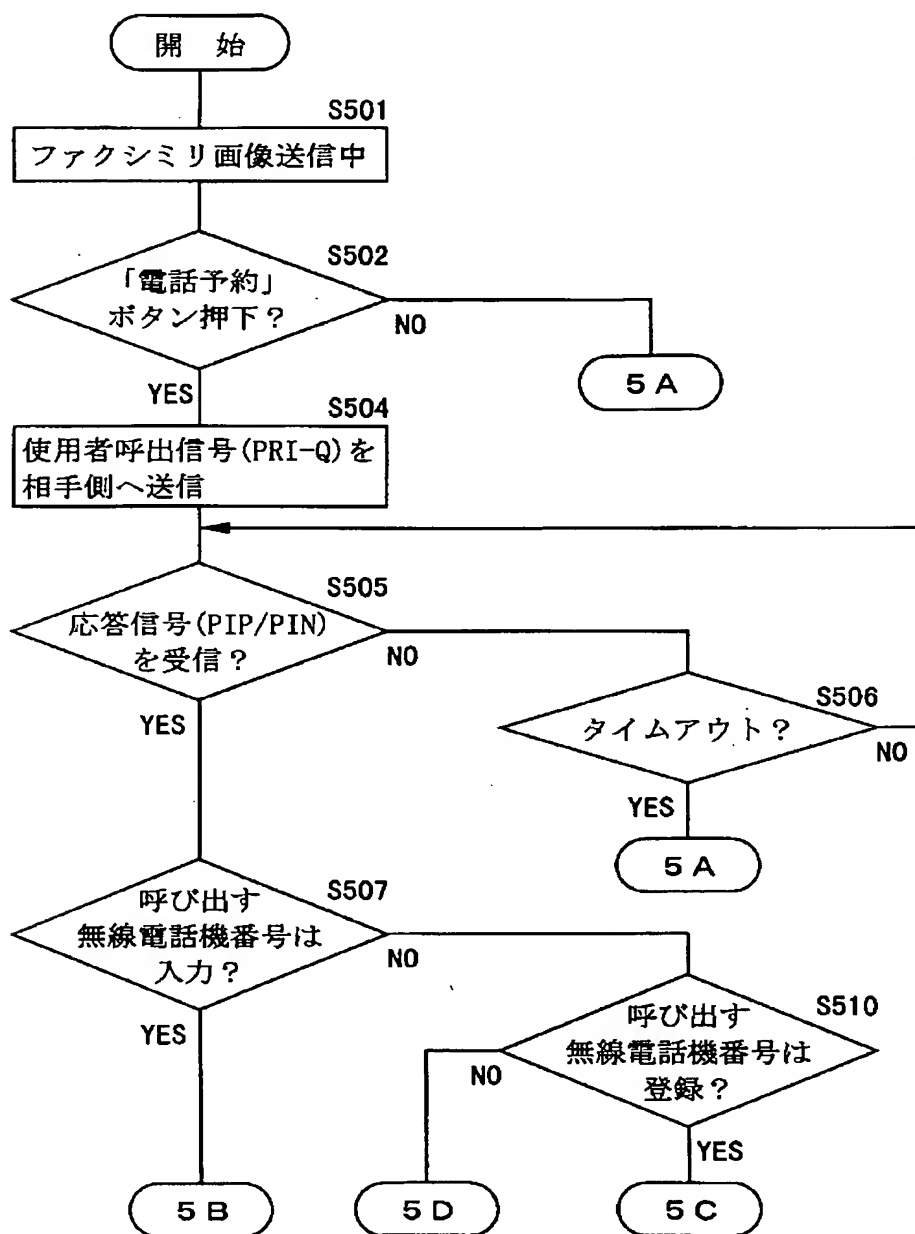 開 始
S501
ファクシミリ画像送信中
S502
「電話予約」
ボタン押下?
NO
YES
5A
S504
使用者呼出信号(PRI-Q)を
相手側へ送信
S505
応答信号(PIP/PIN)
を受信?
NO
YES
S506
タイムアウト?
NO
YES
5A
S507
呼び出す
無線電話機番号は
入力?
NO
YES
S510
呼び出す
無線電話機番号は
登録?
NO
YES
5B
5D
5C